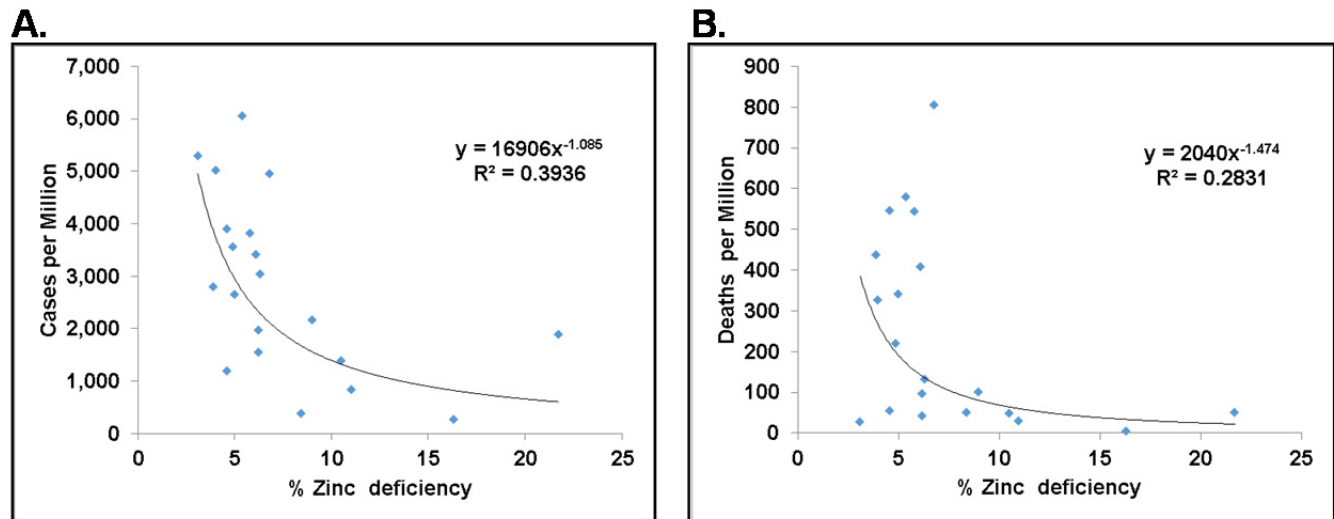 A.
7,000
6,000
5,000
4,000
3,000
2,000
1,000
0
Cases per Million
y = 16906x^-1.085
R² = 0.3936
0 5 10 15 20 25
% Zinc deficiency
B.
900
800
700
600
500
400
300
200
100
0
Deaths per Million
y = 2040x^-1.474
R² = 0.2831
0 5 10 15 20 25
% Zinc deficiency